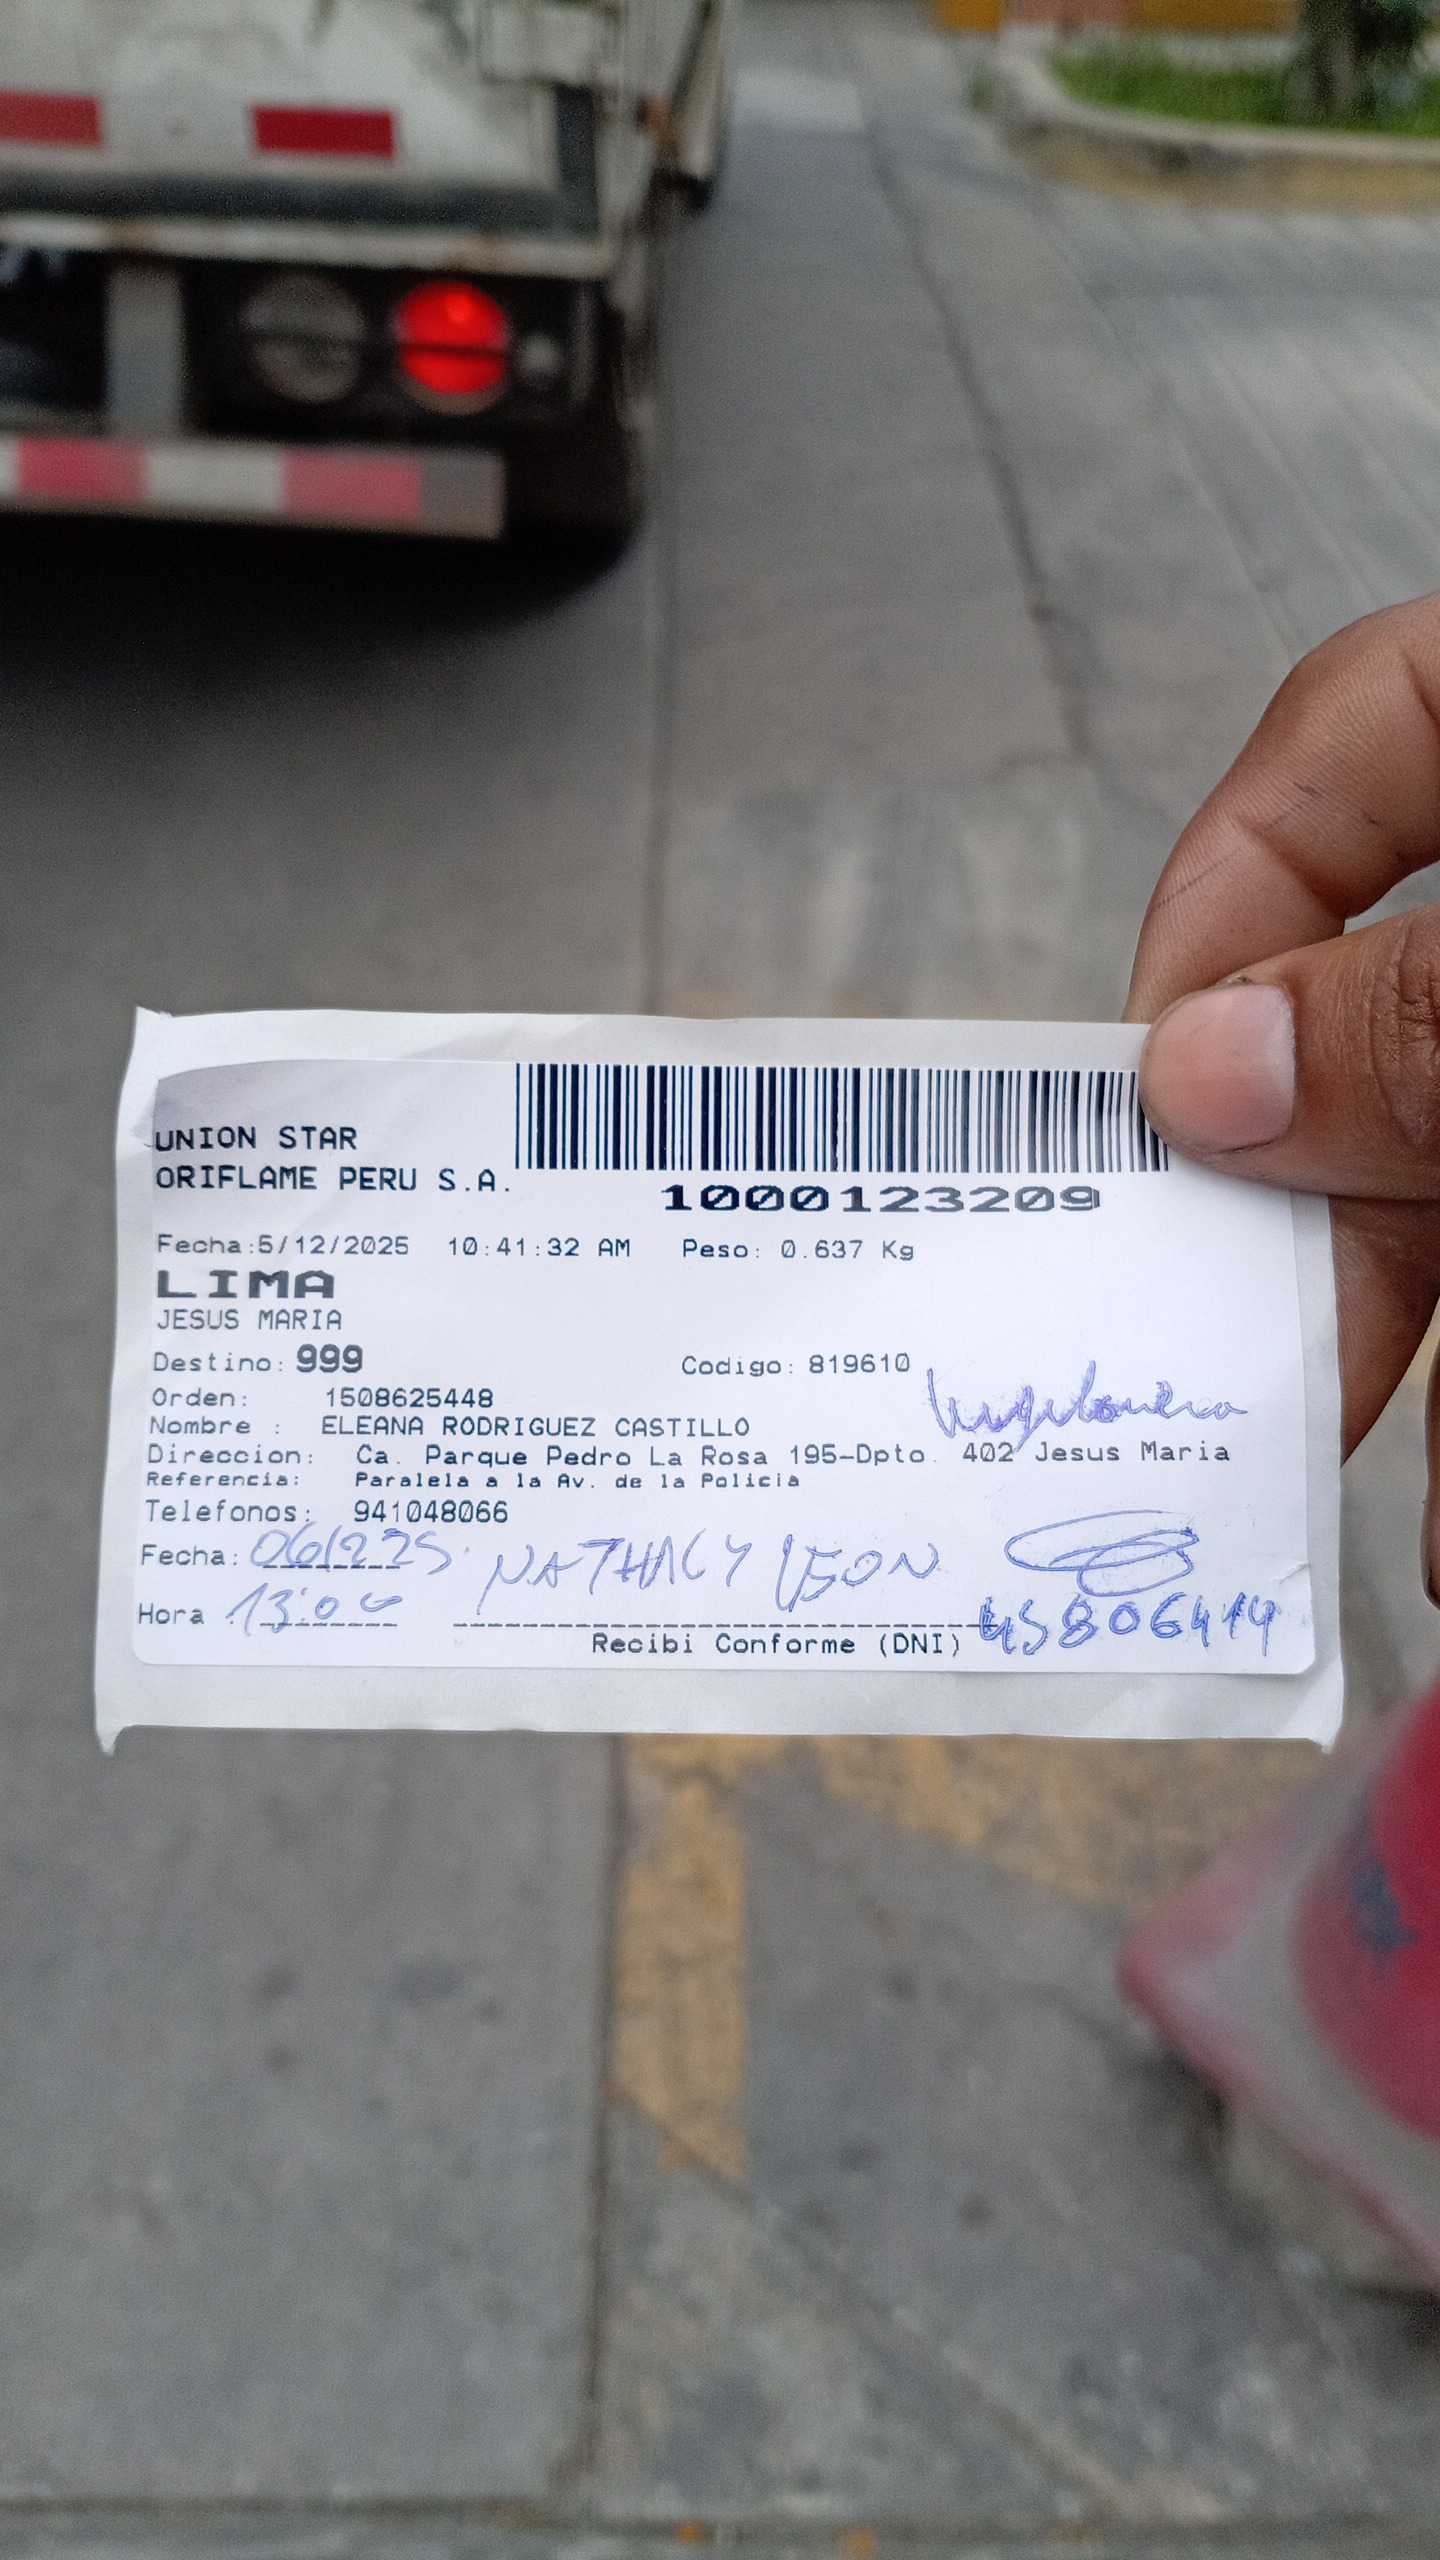 UNION STAR
ORIFLAME PERU S.A.
1000123209
Fecha:5/12/2025 10:41:32 AM Peso: 0.637 Kg
LIMA
JESUS MARIA
Destino: 999 Codigo: 819610
Orden: 1508625448
Nombre : ELEANA RODRIGUEZ CASTILLO
Direccion: Ca. Parque Pedro La Rosa 195-Dpto. 402 Jesus Maria
Referencia: Paralela a la Av. de la Policia
Telefonos: 941048066
Fecha: 06/12 25 NATHALY LEON
Hora : 13:00
Recibi Conforme (DNI) 45806414